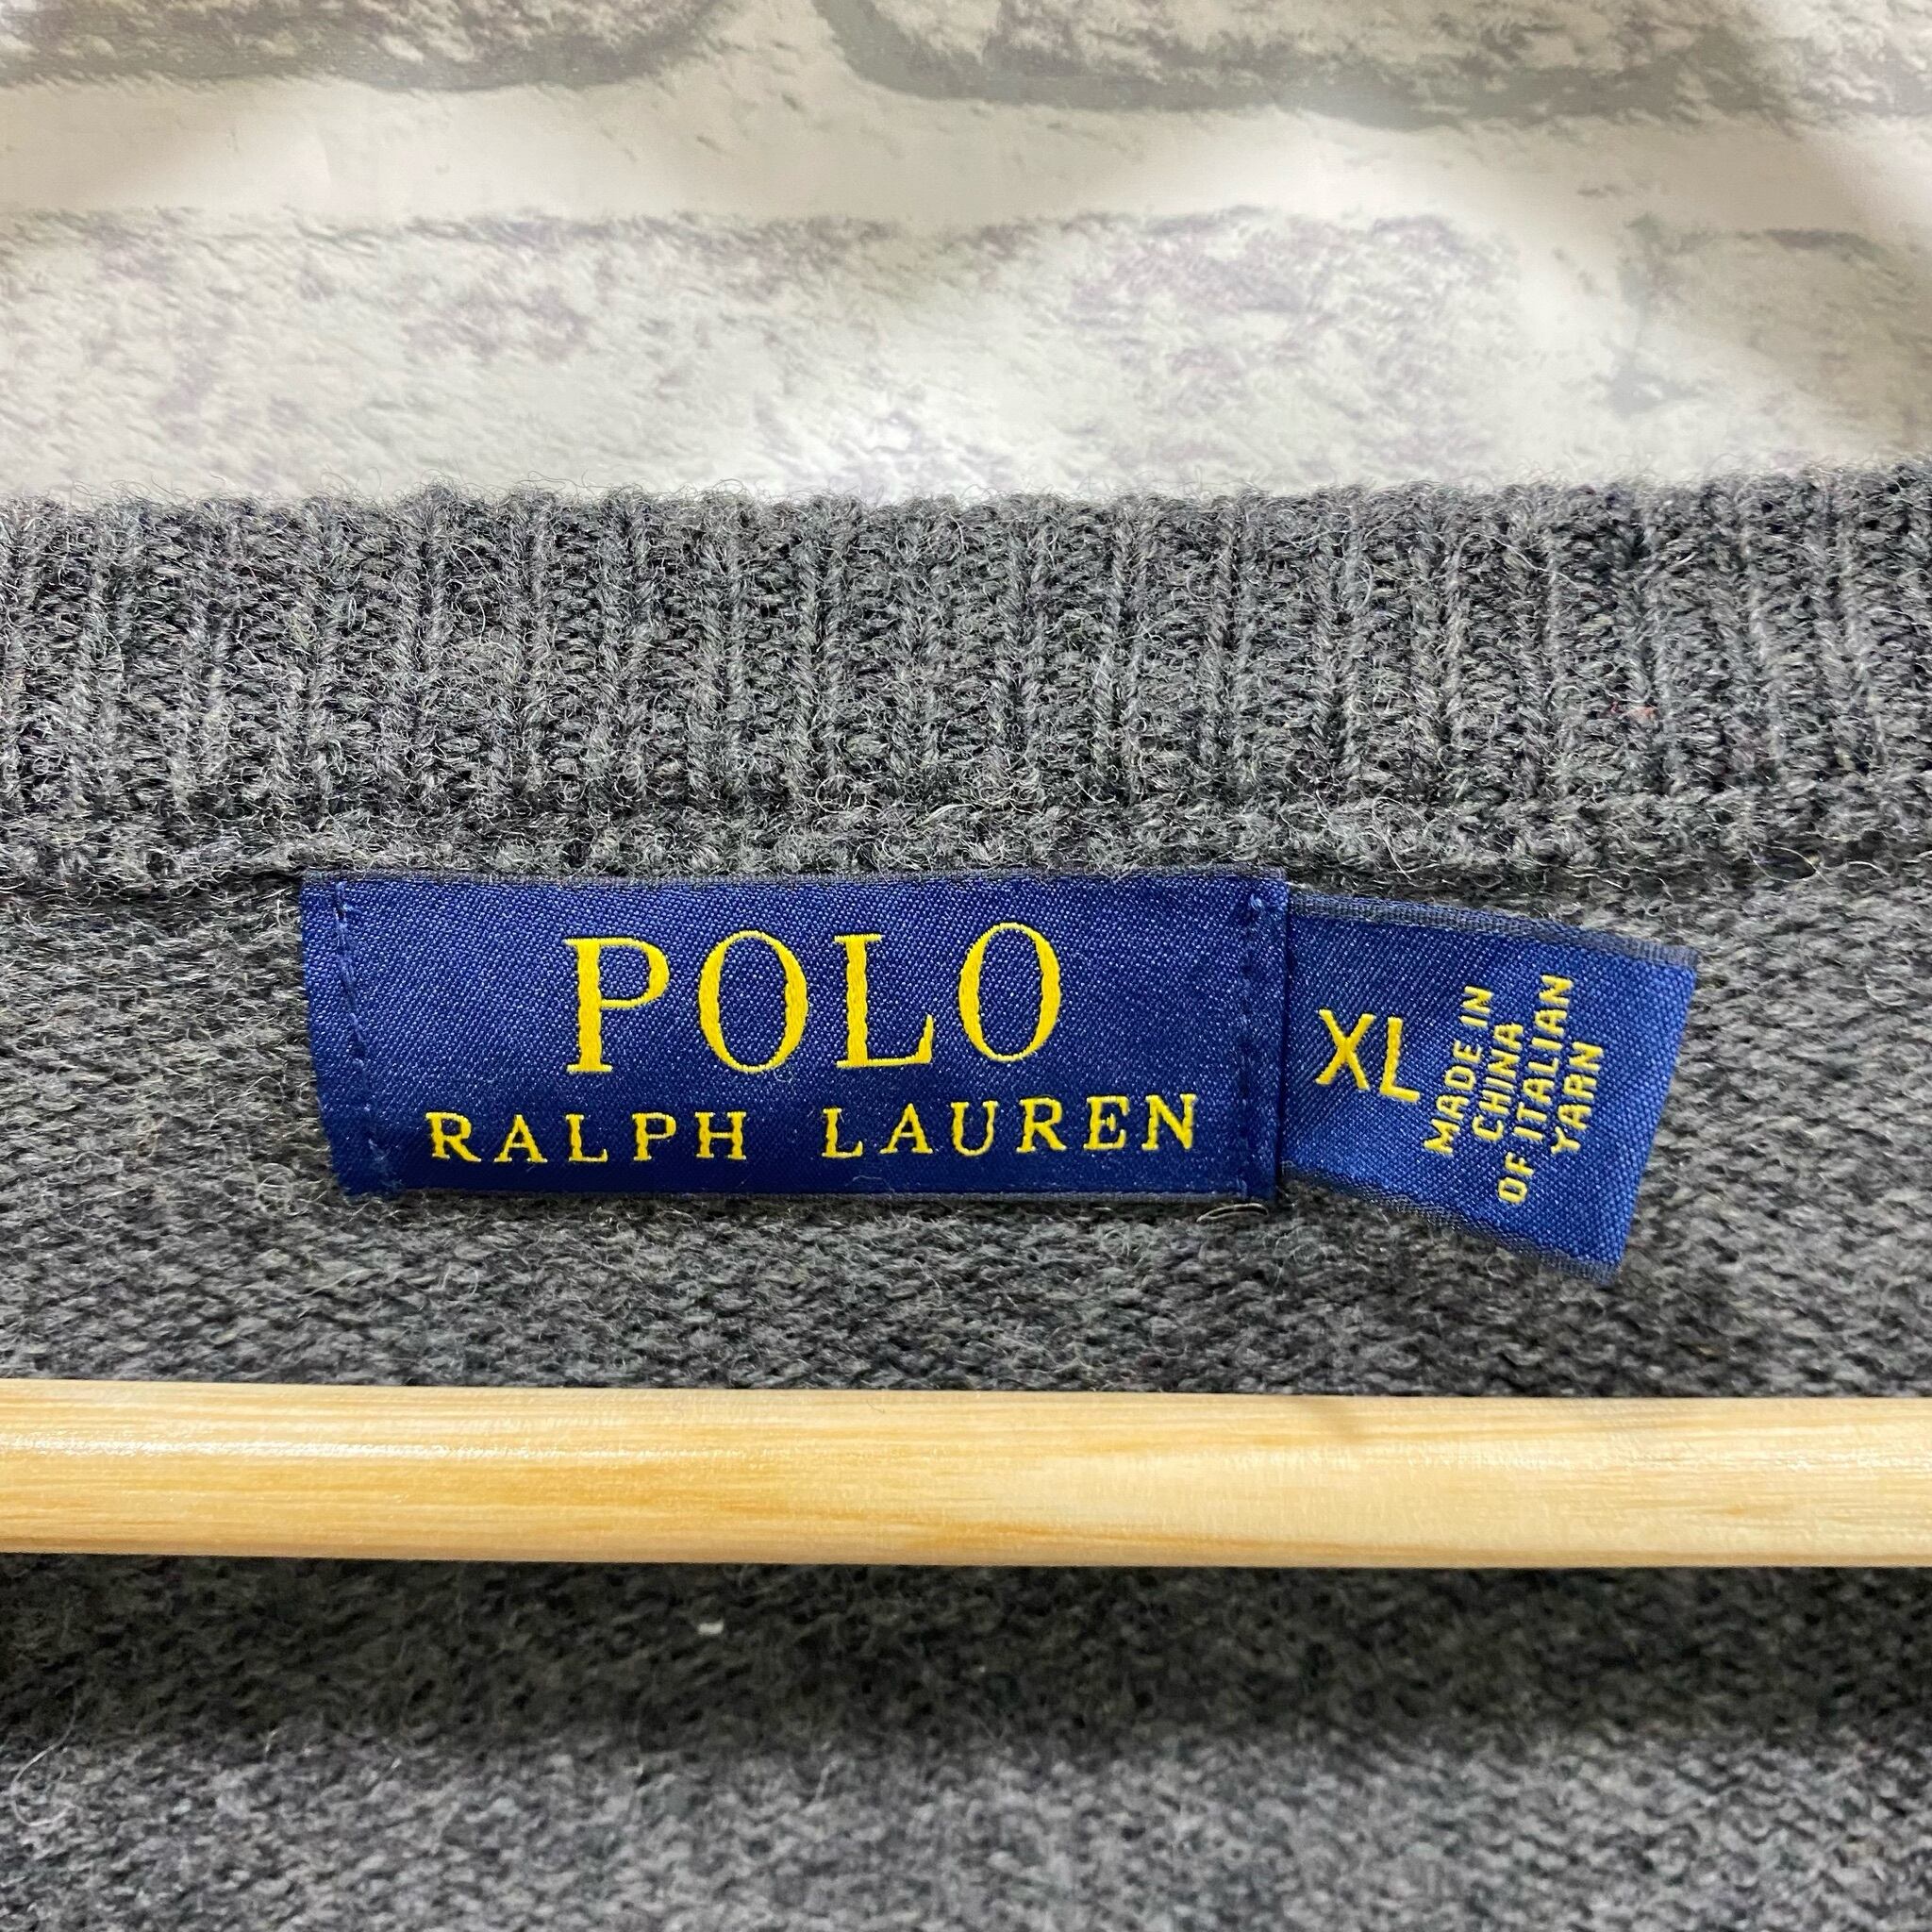 POLO
RALPH LAUREN
XL
MADE IN
CHINA
OF ITALIAN
YARN